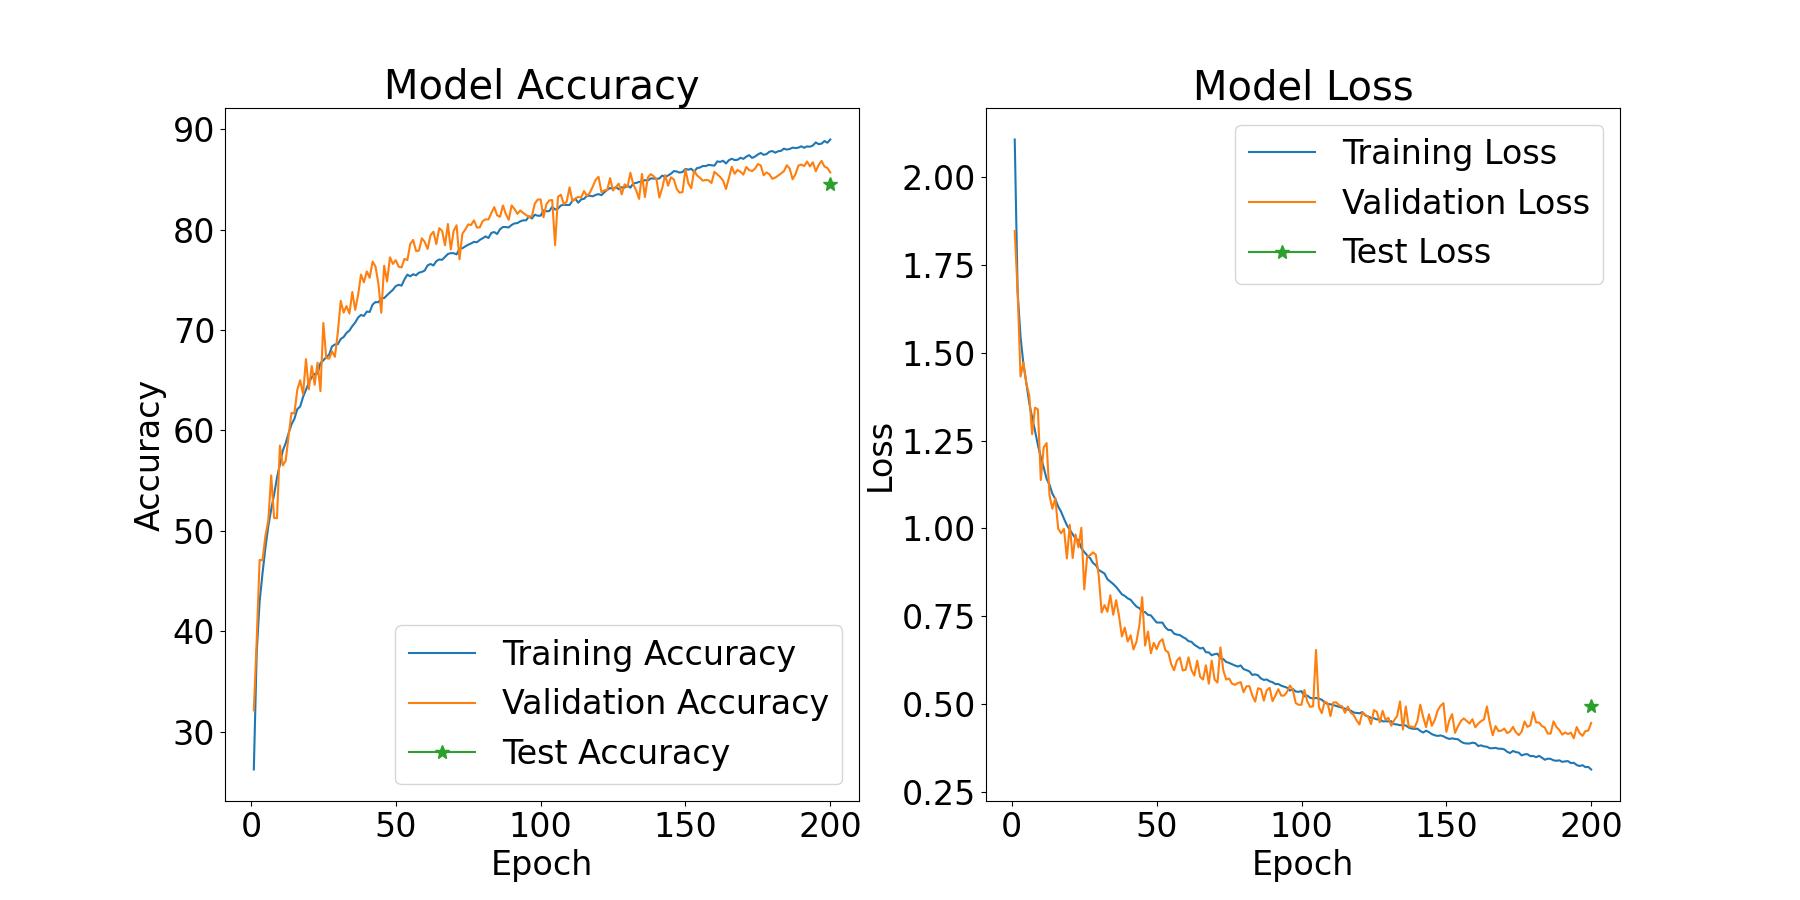 Model Accuracy
90
80
70
60
50
40
30
Accuracy
Training Accuracy
Validation Accuracy
Test Accuracy
0 50 100 150 200
Epoch
Model Loss
2.00
1.75
1.50
1.25
1.00
0.75
0.50
0.25
Loss
Training Loss
Validation Loss
Test Loss
0 50 100 150 200
Epoch